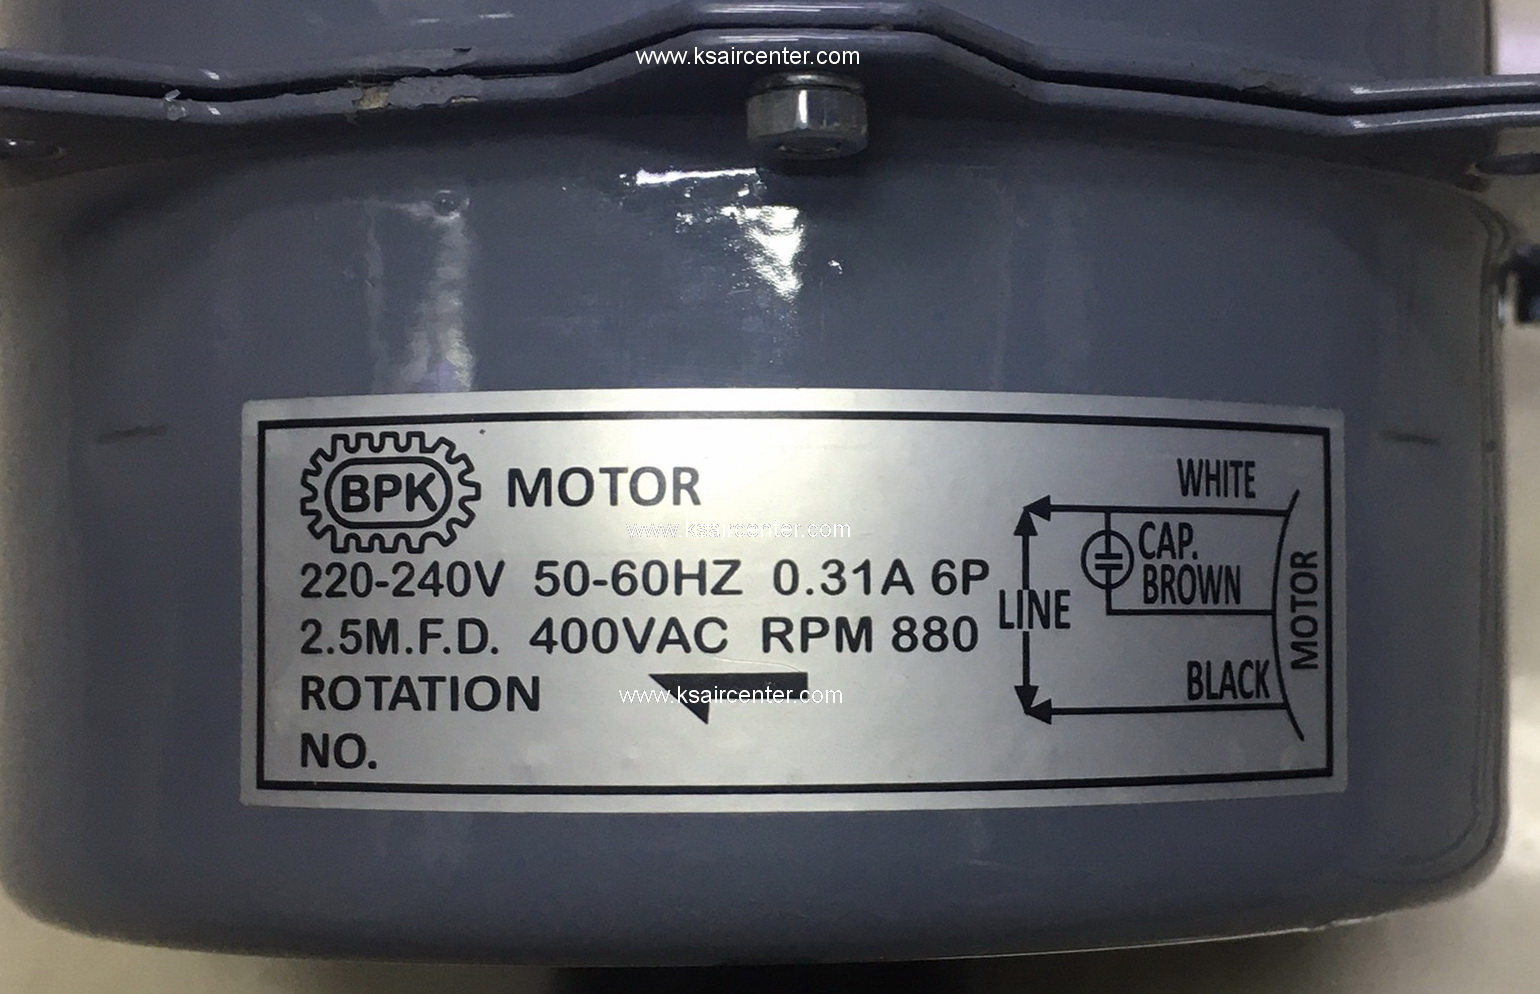 www.ksaircenter.com
BPK MOTOR
www.ksaircenter.com
220-240V 50-60HZ 0.31A 6P
2.5M.F.D. 400VAC RPM 880
ROTATION
www.ksaircenter.com
NO.
WHITE
CAP.
BROWN
LINE
MOTOR
BLACK